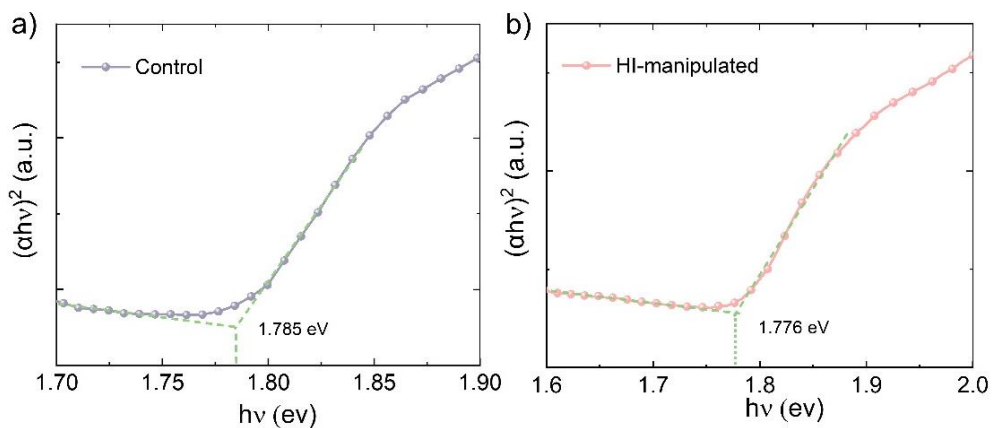 a)
Control
(αhν)² (a.u.)
1.785 eV
1.70 1.75 1.80 1.85 1.90
hν (ev)
b)
HI-manipulated
(αhν)² (a.u.)
1.776 eV
1.6 1.7 1.8 1.9 2.0
hν (ev)